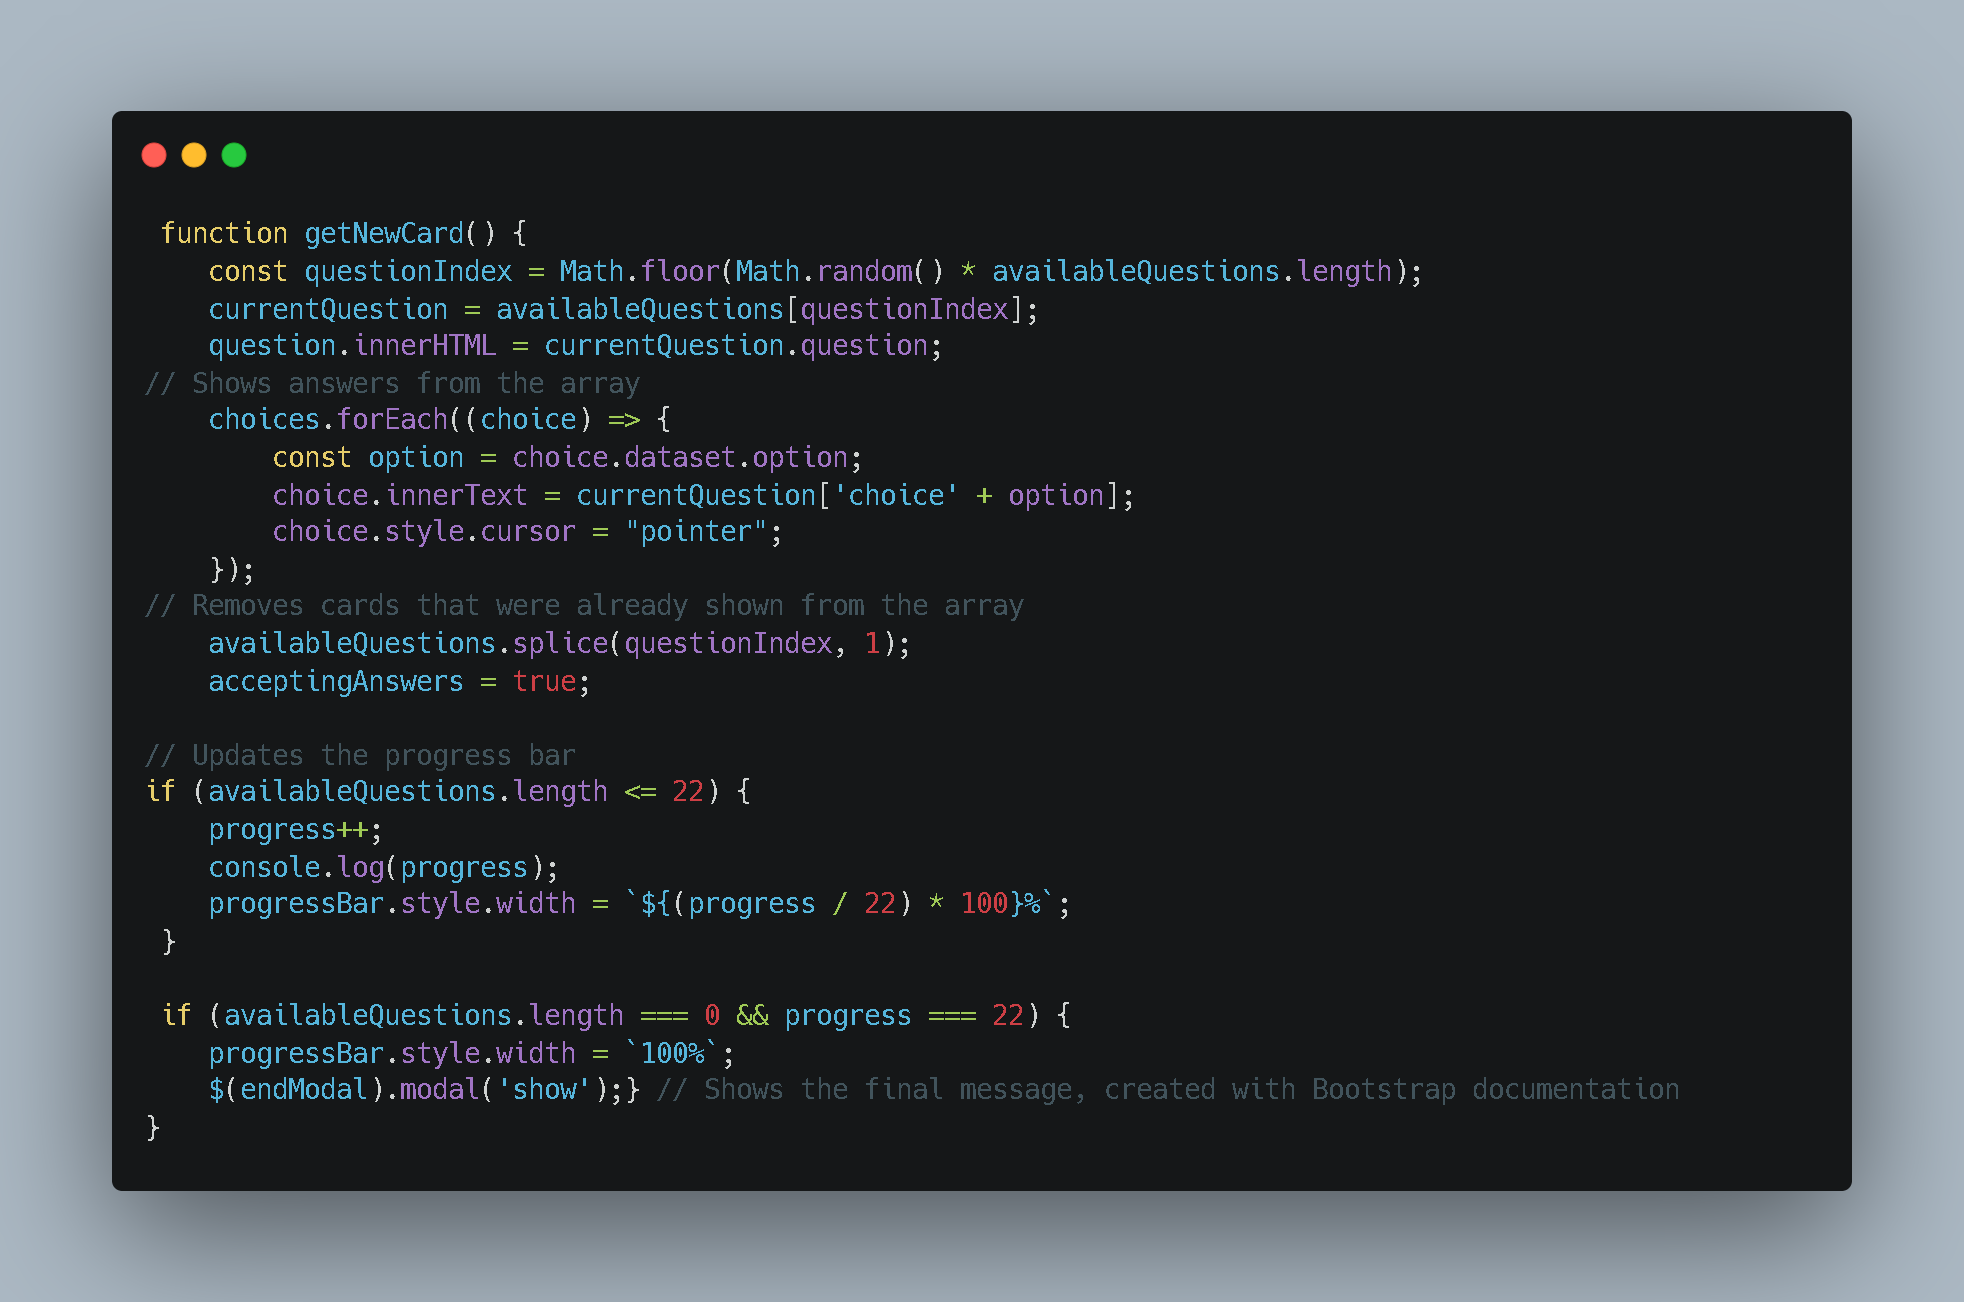 function getNewCard() {
    const questionIndex = Math.floor(Math.random() * availableQuestions.length);
    currentQuestion = availableQuestions[questionIndex];
    question.innerHTML = currentQuestion.question;
// Shows answers from the array
    choices.forEach((choice) => {
        const option = choice.dataset.option;
        choice.innerText = currentQuestion['choice' + option];
        choice.style.cursor = "pointer";
    });
// Removes cards that were already shown from the array
    availableQuestions.splice(questionIndex, 1);
    acceptingAnswers = true;

// Updates the progress bar
if (availableQuestions.length <= 22) {
    progress++;
    console.log(progress);
    progressBar.style.width = `${(progress / 22) * 100}%`;
 }

 if (availableQuestions.length === 0 && progress === 22) {
    progressBar.style.width = `100%`;
    $(endModal).modal('show');} // Shows the final message, created with Bootstrap documentation
}